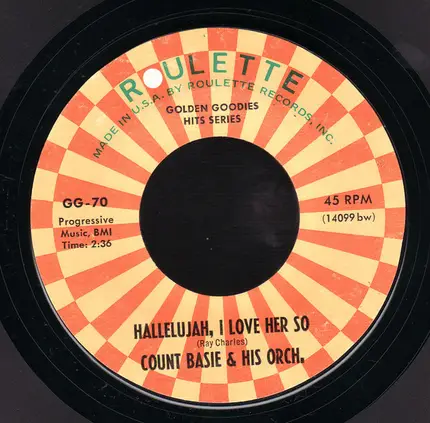 ROULETTE
MADE IN U.S.A. BY ROULETTE RECORDS, INC.
GOLDEN GOODIES
HITS SERIES
GG-70
Progressive
Music, BMI
Time: 2:36
45 RPM
(14099 bw)
HALLELUJAH, I LOVE HER SO
(Ray Charles)
COUNT BASIE & HIS ORCH.